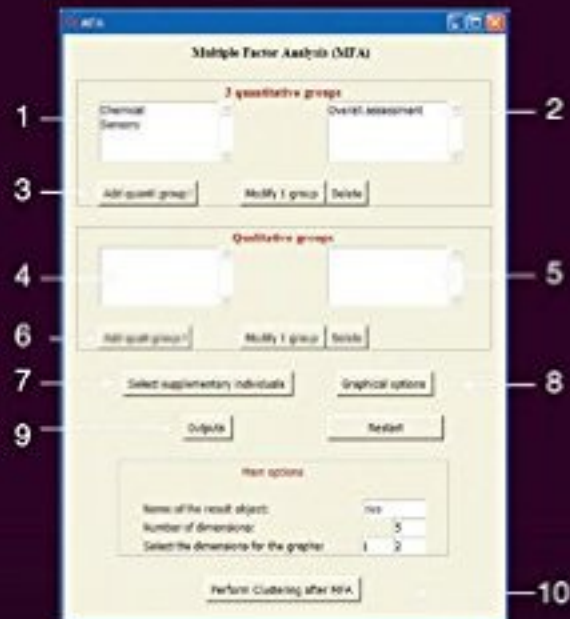 MFA
Multiple Factor Analysis (MFA)
3 quantitative groups
1
Chemical
Sensory
Overall assessment
2
3
Add quanti group
Modify 1 group
Delete
Qualitative groups
4
5
6
Add quali group
Modify 1 group
Delete
7
Select supplementary individuals
Graphical options
8
9
Outputs
Restart
Main options
Name of the result object:
res
Number of dimensions:
5
Select the dimensions for the graphs:
1 2
Perform Clustering after MFA
10